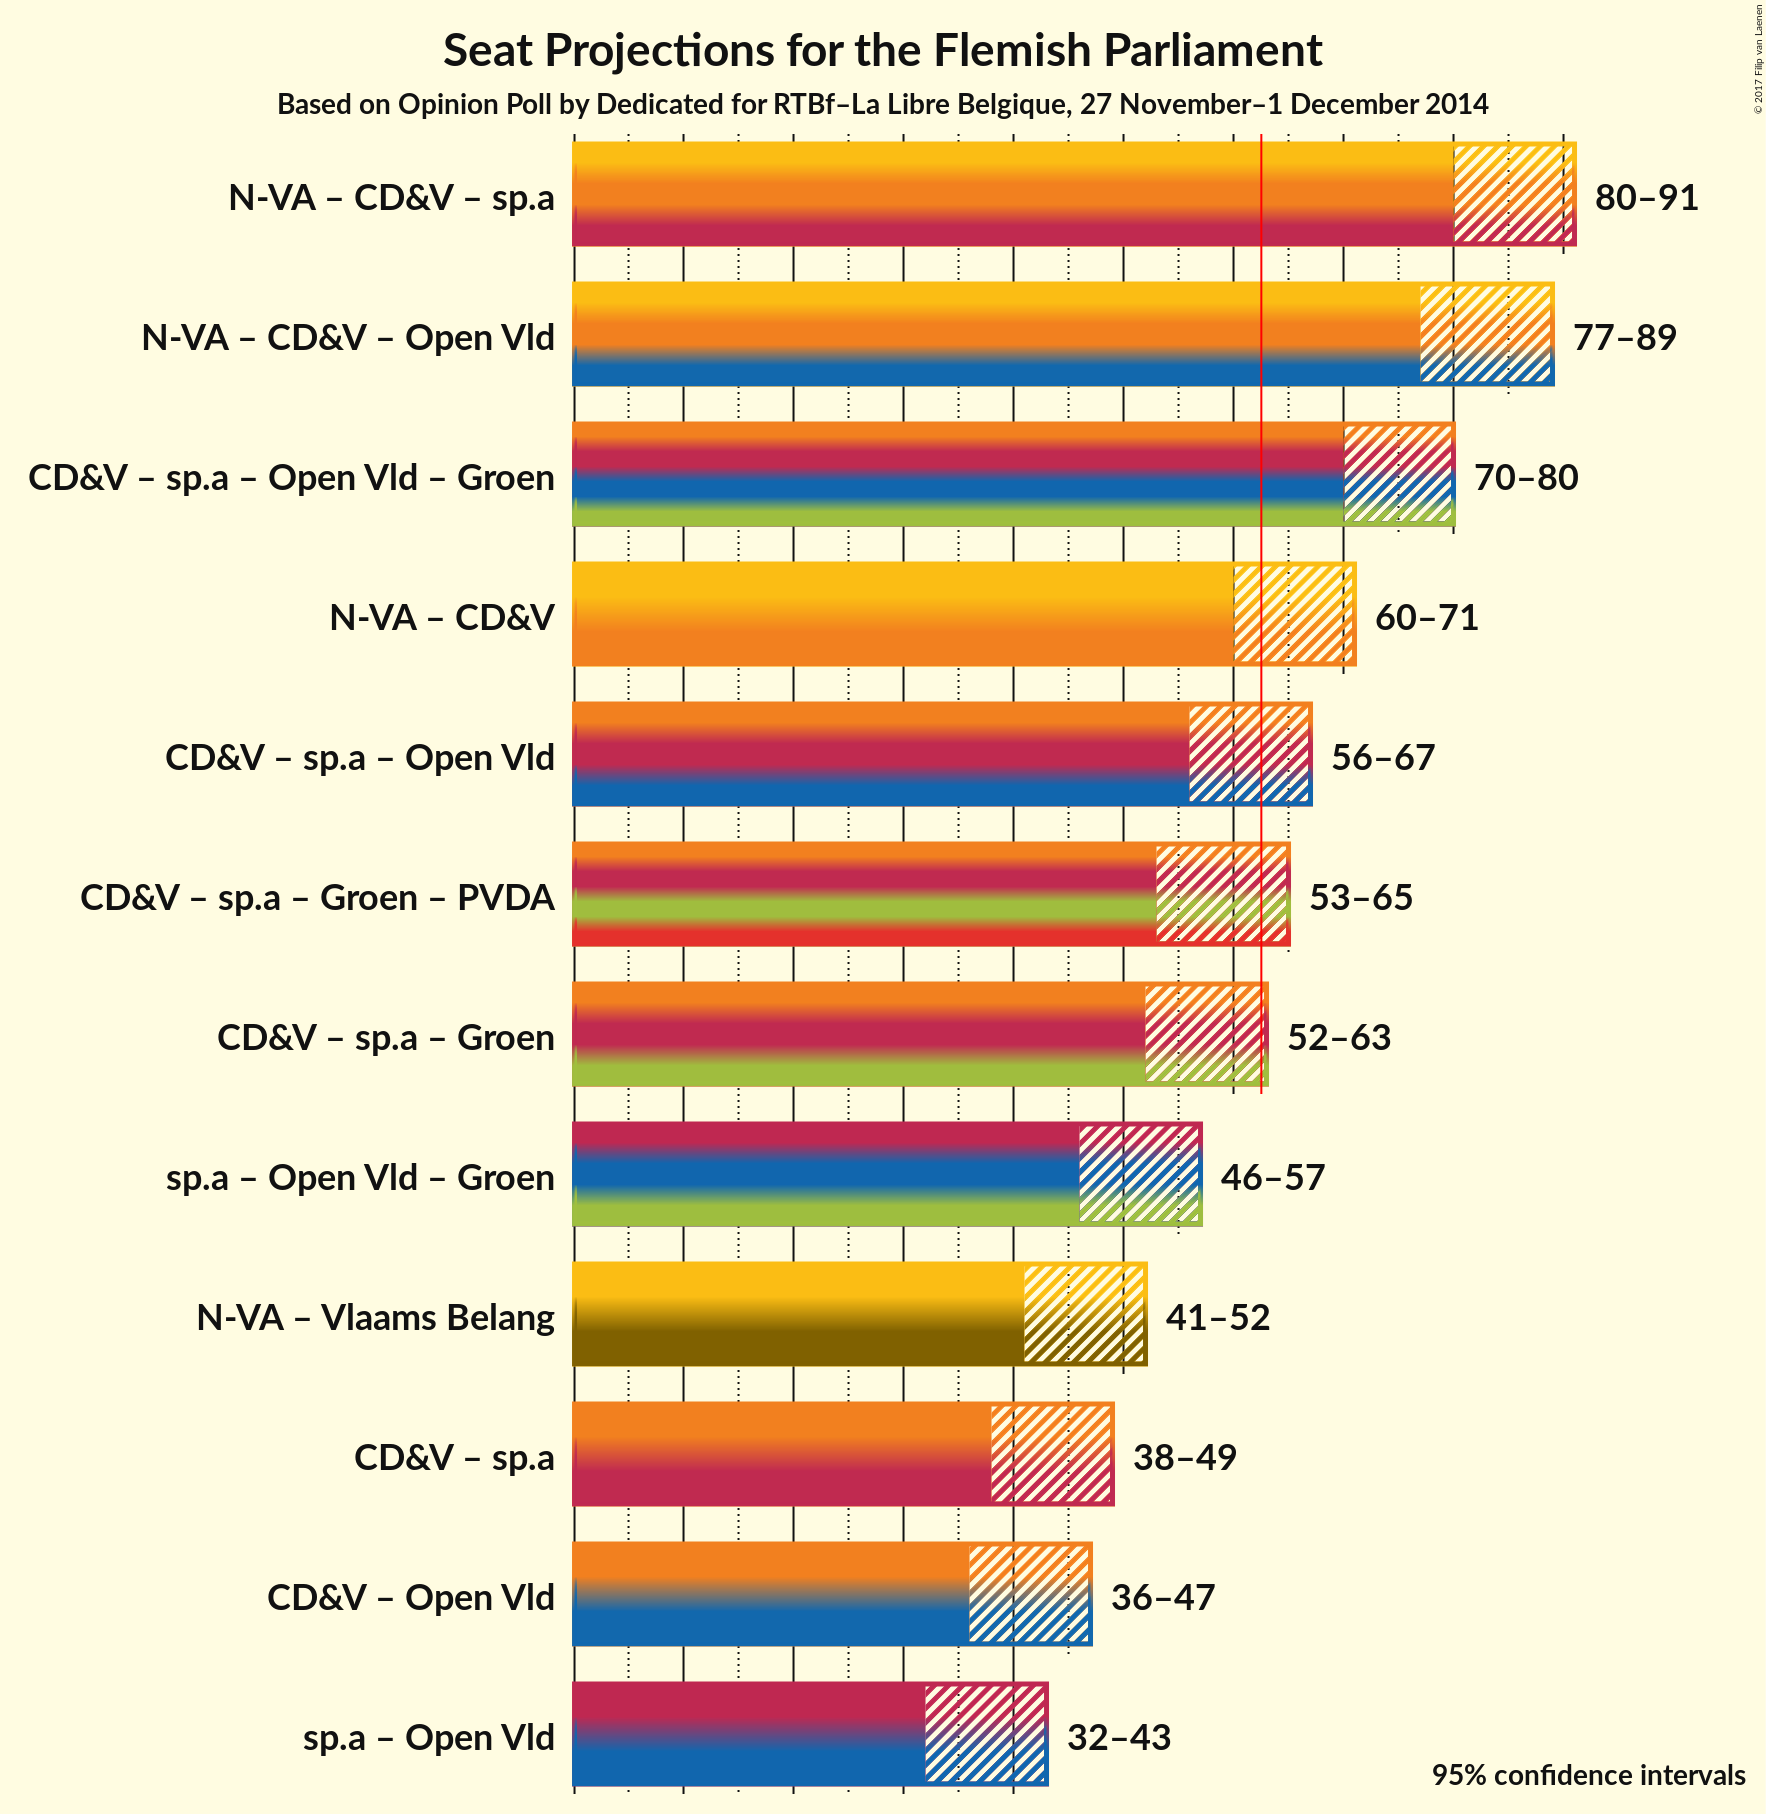 Seat Projections for the Flemish Parliament
Based on Opinion Poll by Dedicated for RTBf–La Libre Belgique, 27 November–1 December 2014
© 2017 Filip van Laenen
N-VA – CD&V – sp.a 80–91
N-VA – CD&V – Open Vld 77–89
CD&V – sp.a – Open Vld – Groen 70–80
N-VA – CD&V 60–71
CD&V – sp.a – Open Vld 56–67
CD&V – sp.a – Groen – PVDA 53–65
CD&V – sp.a – Groen 52–63
sp.a – Open Vld – Groen 46–57
N-VA – Vlaams Belang 41–52
CD&V – sp.a 38–49
CD&V – Open Vld 36–47
sp.a – Open Vld 32–43
95% confidence intervals